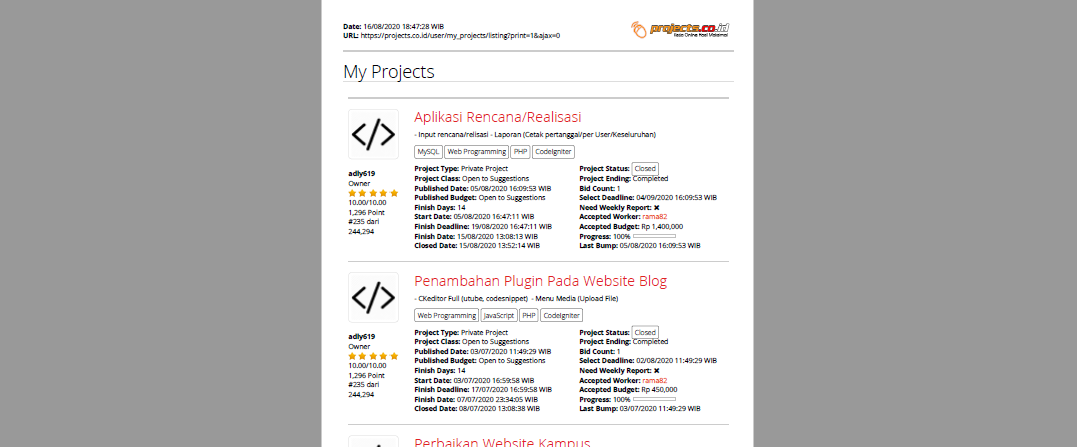 Date: 16/08/2020 18:47:28 WIB
URL: https://projects.co.id/user/my_projects/listing?print=1&ajax=0
projects.co.id
Kerja Online Hasil Maksimal
My Projects
Aplikasi Rencana/Realisasi
- Input rencana/relisasi - Laporan (Cetak pertanggal/per User/Keseluruhan)
MySQL Web Programming PHP CodeIgniter
adly619
Owner
10.00/10.00
1,296 Point
#235 dari
244,294
Project Type: Private Project
Project Class: Open to Suggestions
Published Date: 05/08/2020 16:09:53 WIB
Published Budget: Open to Suggestions
Finish Days: 14
Start Date: 05/08/2020 16:47:11 WIB
Finish Deadline: 19/08/2020 16:47:11 WIB
Finish Date: 15/08/2020 13:08:13 WIB
Closed Date: 15/08/2020 13:52:14 WIB
Project Status: Closed
Project Ending: Completed
Bid Count: 1
Select Deadline: 04/09/2020 16:09:53 WIB
Need Weekly Report: ✖
Accepted Worker: rama82
Accepted Budget: Rp 1,400,000
Progress: 100%
Last Bump: 05/08/2020 16:09:53 WIB
Penambahan Plugin Pada Website Blog
- CKeditor Full (utube, codesnippet) - Menu Media (Upload File)
Web Programming JavaScript PHP CodeIgniter
adly619
Owner
10.00/10.00
1,296 Point
#235 dari
244,294
Project Type: Private Project
Project Class: Open to Suggestions
Published Date: 03/07/2020 11:49:29 WIB
Published Budget: Open to Suggestions
Finish Days: 14
Start Date: 03/07/2020 16:59:58 WIB
Finish Deadline: 17/07/2020 16:59:58 WIB
Finish Date: 07/07/2020 23:34:05 WIB
Closed Date: 08/07/2020 13:08:38 WIB
Project Status: Closed
Project Ending: Completed
Bid Count: 1
Select Deadline: 02/08/2020 11:49:29 WIB
Need Weekly Report: ✖
Accepted Worker: rama82
Accepted Budget: Rp 450,000
Progress: 100%
Last Bump: 03/07/2020 11:49:29 WIB
Perbaikan Website Kampus